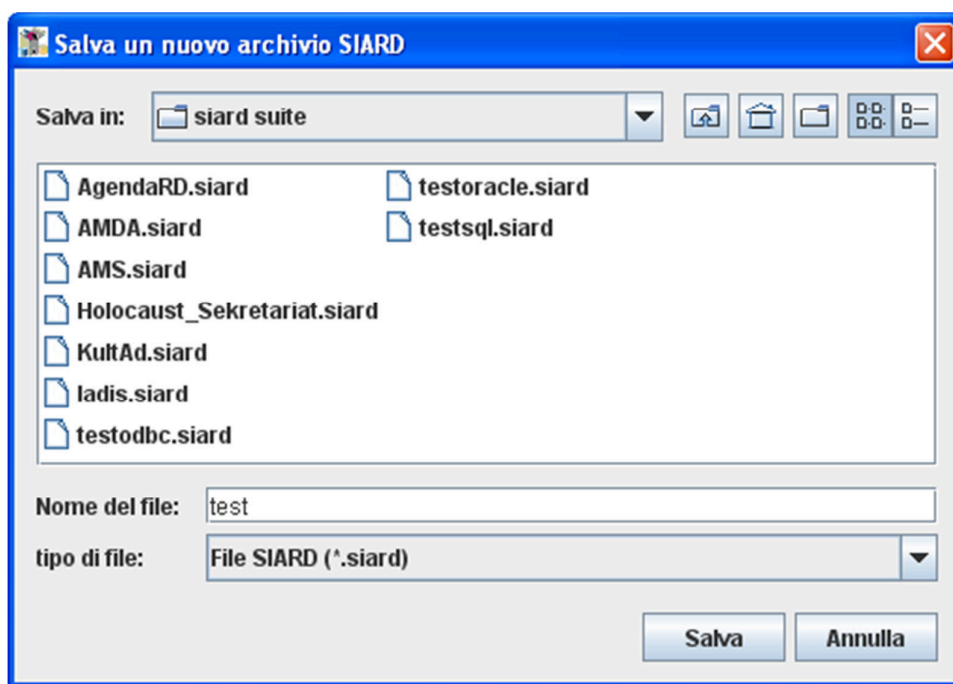 Salva un nuovo archivio SIARD
Salva in: siard suite
AgendaRD.siard
AMDA.siard
AMS.siard
Holocaust_Sekretariat.siard
KultAd.siard
ladis.siard
testodbc.siard
testoracle.siard
testsql.siard
Nome del file: test
tipo di file: File SIARD (*.siard)
Salva Annulla